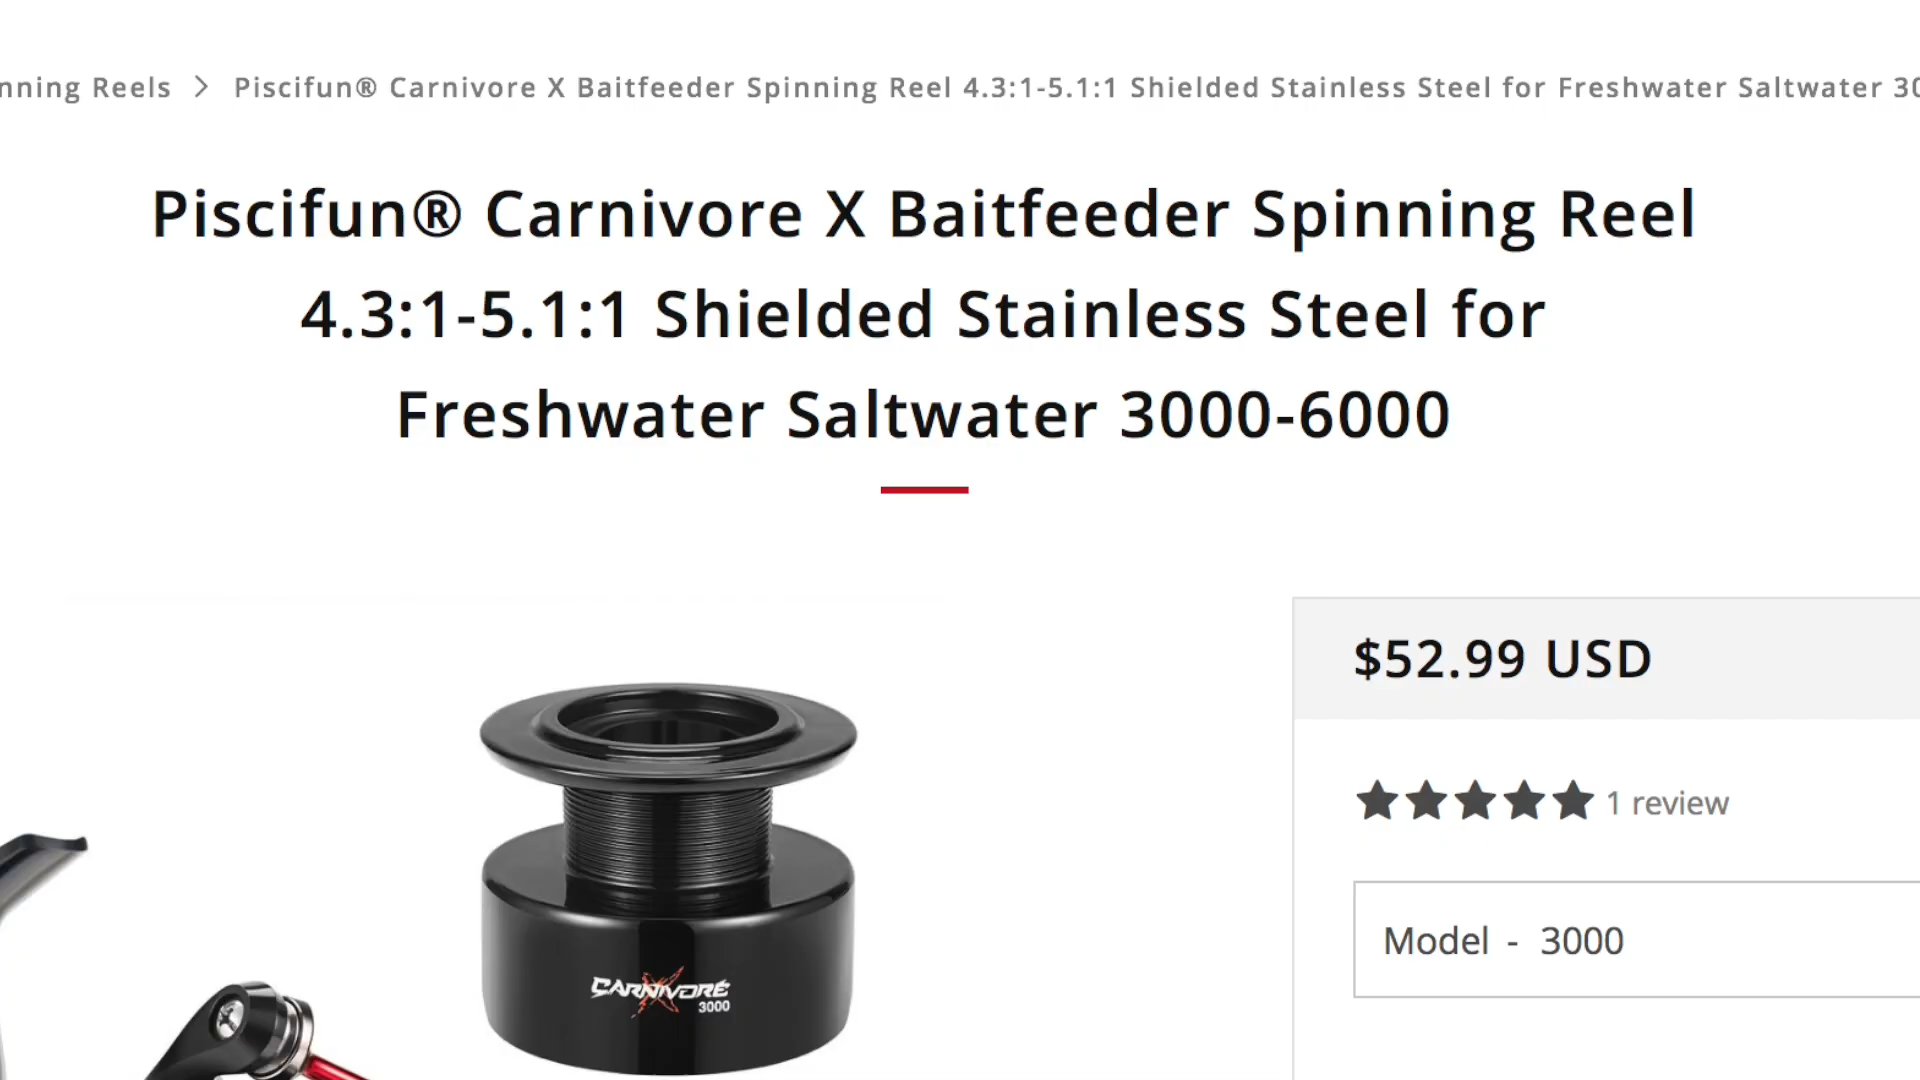 nning Reels > Piscifun® Carnivore X Baitfeeder Spinning Reel 4.3:1-5.1:1 Shielded Stainless Steel for Freshwater Saltwater 30
Piscifun® Carnivore X Baitfeeder Spinning Reel
4.3:1-5.1:1 Shielded Stainless Steel for
Freshwater Saltwater 3000-6000
$52.99 USD
1 review
Model - 3000
CARNIVORE
3000